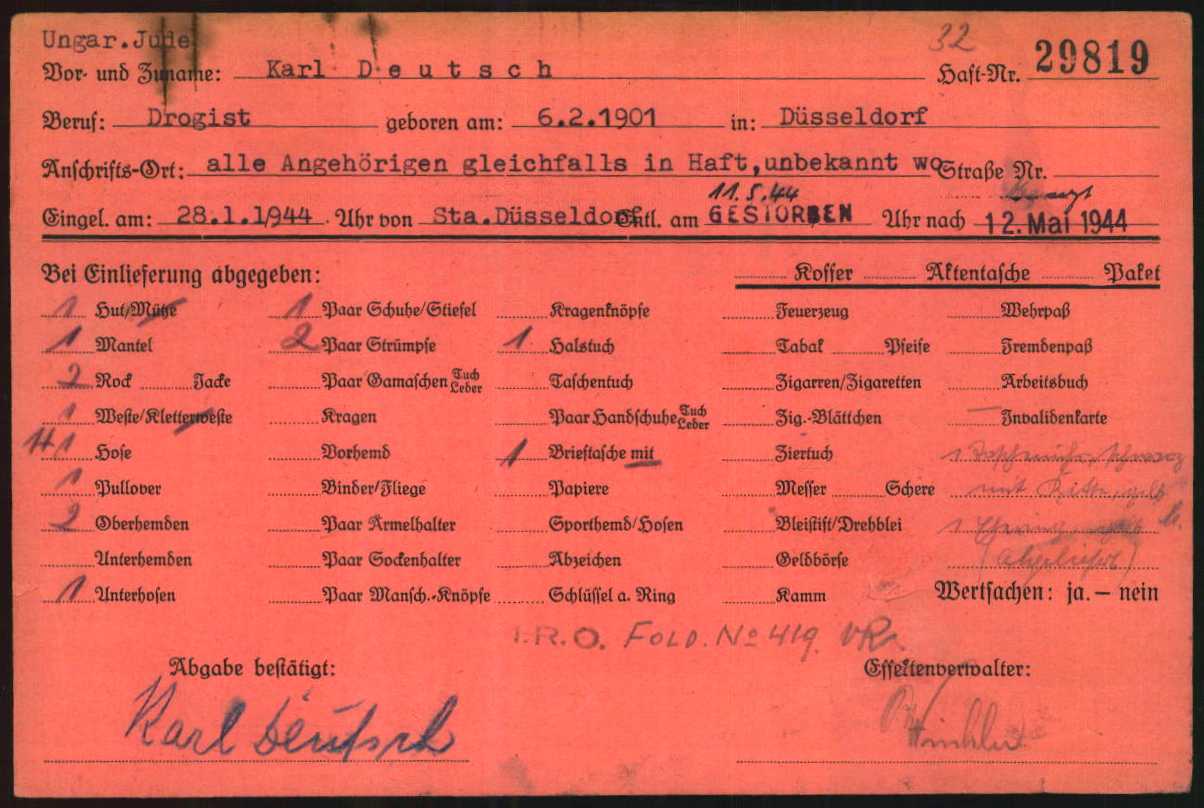 Ungar.Jude
32
Vor- und Zuname: Karl Deutsch Haft-Nr. 29819
Beruf: Drogist geboren am: 6.2.1901 in: Düsseldorf
Anschrifts-Ort: alle Angehörigen gleichfalls in Haft,unbekannt wo Straße Nr.
11.5.44
Eingel. am: 28.1.1944 Uhr von Sta.Düsseldorf Entl. am GESTORBEN Uhr nach 12. Mai 1944
Bei Einlieferung abgegeben: Koffer Aktentasche Paket
1 Hut/Mütze 1 Paar Schuhe/Stiefel Kragenknöpfe Feuerzeug Wehrpaß
1 Mantel 2 Paar Strümpfe 1 Halstuch Tabak Pfeife Fremdenpaß
2 Rock Jacke Paar Gamaschen Tuch Leder Taschentuch Zigarren/Zigaretten Arbeitsbuch
1 Weste/Kletterweste Kragen Paar Handschuhe Tuch Leder Zig.-Blättchen Invalidenkarte
1 Hose Vorhemd 1 Brieftasche mit Ziertuch 1
1 Pullover Binder/Fliege Papiere Messer Schere mit
2 Oberhemden Paar Ärmelhalter Sporthemd/Hosen Bleistift/Drehblei 1
Unterhemden Paar Sockenhalter Abzeichen Geldbörse
1 Unterhosen Paar Mansch.-Knöpfe Schlüssel a. Ring Kamm Wertsachen: ja.— nein
I.R.O. FOLD. No 419.
Abgabe bestätigt: Effektenverwalter:
Karl Deutsch Winkler